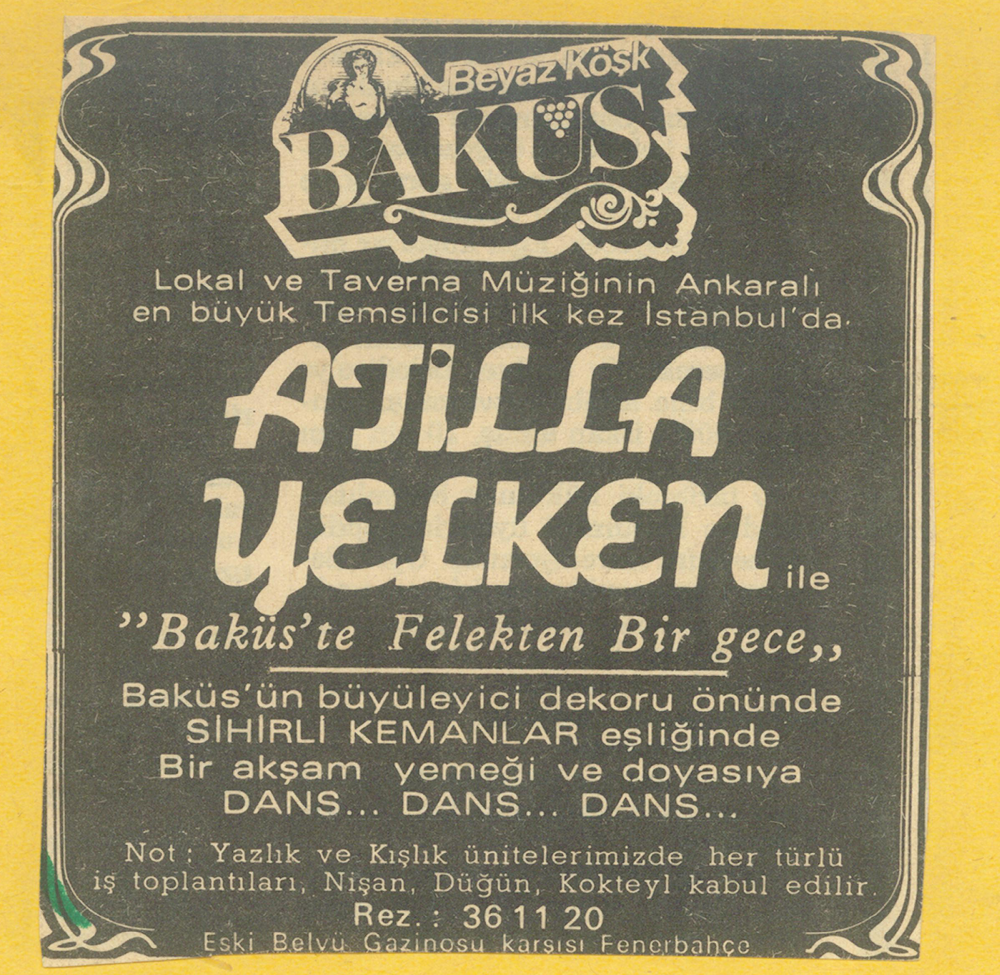 Beyaz Köşk
BAKÜS
Lokal ve Taverna Müziğinin Ankaralı
en büyük Temsilcisi ilk kez İstanbul'da.
ATİLLA
YELKEN ile
"Baküs'te Felekten Bir gece,,
Baküs'ün büyüleyici dekoru önünde
SİHİRLİ KEMANLAR eşliğinde
Bir akşam yemeği ve doyasıya
DANS... DANS... DANS...
Not : Yazlık ve Kışlık ünitelerimizde her türlü
iş toplantıları, Nişan, Düğün, Kokteyl kabul edilir.
Rez. : 36 11 20
Eski Belvü Gazinosu karşısı Fenerbahçe